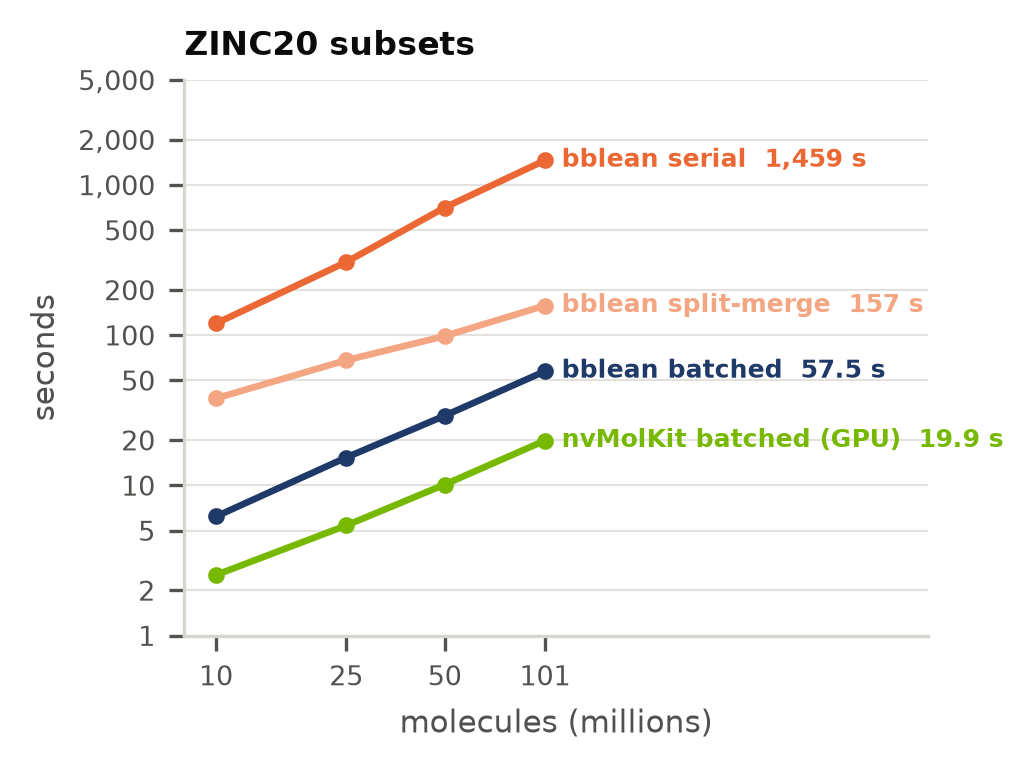 ZINC20 subsets
5,000
2,000
1,000
500
200
100
50
20
10
5
2
1
seconds
bblean serial 1,459 s
bblean split-merge 157 s
bblean batched 57.5 s
nvMolKit batched (GPU) 19.9 s
10 25 50 101
molecules (millions)